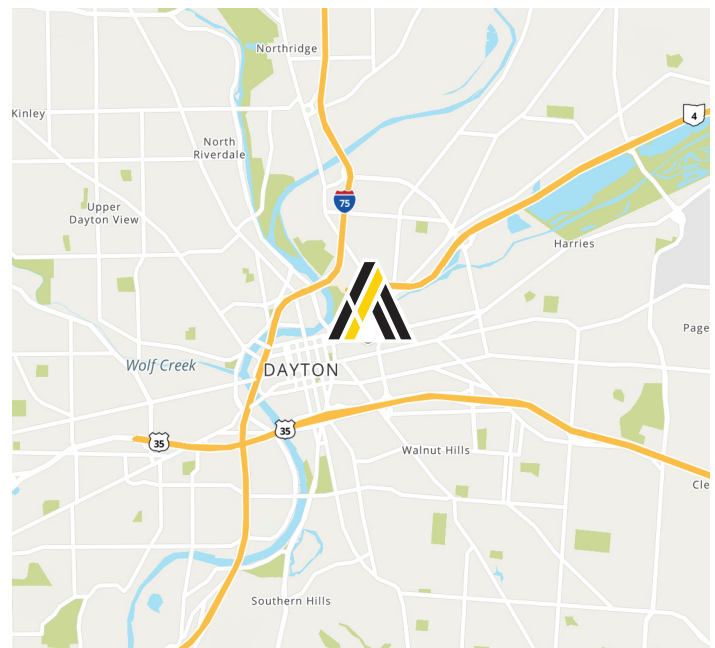 Northridge
Kinley
4
North
Riverdale
75
Upper
Dayton View
Harries
Page
Wolf Creek
DAYTON
35
35
Walnut Hills
Cle
Southern Hills